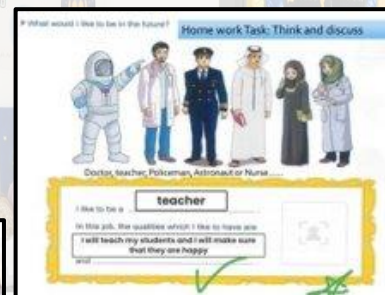 What would I like to be in the future?
Home work Task: Think and discuss
Doctor, teacher, Policeman, Astronaut or Nurse......
I like to be a teacher
In this job, the qualities which I like to have are
I will teach my students and I will make sure
that they are happy
and